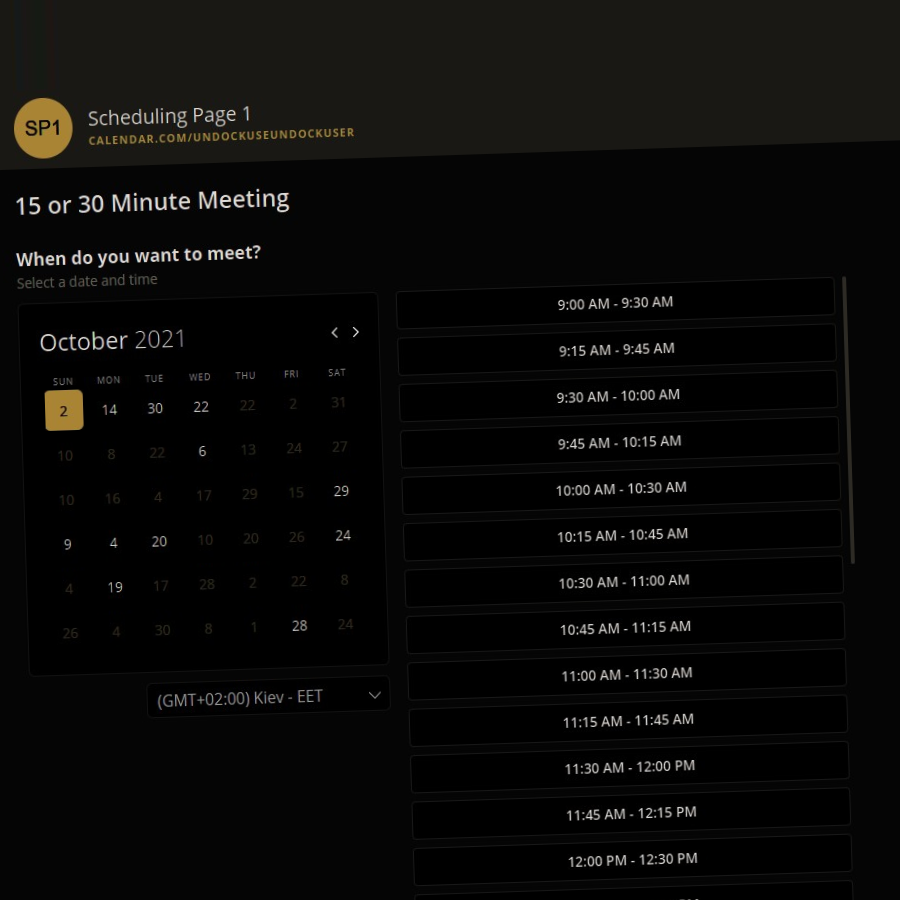 SP1
Scheduling Page 1
CALENDAR.COM/UNDOCKUSEUNDOCKUSER
15 or 30 Minute Meeting
When do you want to meet?
Select a date and time
October 2021
SUN MON TUE WED THU FRI SAT
2 14 30 22 22 2 31
10 8 22 6 13 24 27
10 16 4 17 29 15 29
9 4 20 10 20 26 24
4 19 17 28 2 22 8
26 4 30 8 1 28 24
(GMT+02:00) Kiev - EET
9:00 AM - 9:30 AM
9:15 AM - 9:45 AM
9:30 AM - 10:00 AM
9:45 AM - 10:15 AM
10:00 AM - 10:30 AM
10:15 AM - 10:45 AM
10:30 AM - 11:00 AM
10:45 AM - 11:15 AM
11:00 AM - 11:30 AM
11:15 AM - 11:45 AM
11:30 AM - 12:00 PM
11:45 AM - 12:15 PM
12:00 PM - 12:30 PM